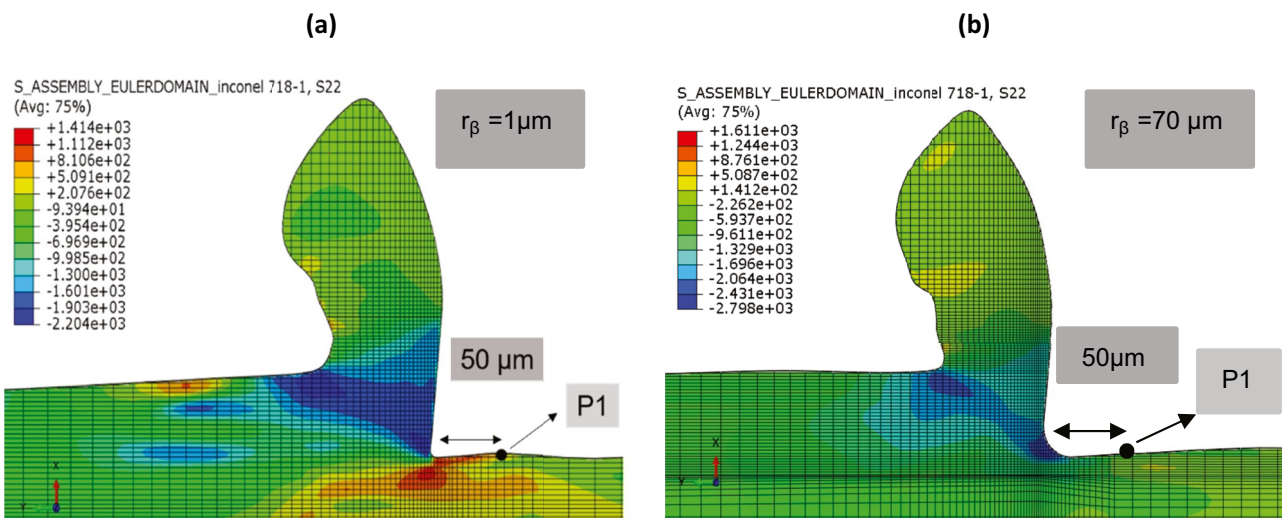 (a)
(b)
S_ASSEMBLY_EULERDOMAIN_inconel 718-1, S22
(Avg: 75%)
+1.414e+03
+1.112e+03
+8.106e+02
+5.091e+02
+2.076e+02
-9.394e+01
-3.954e+02
-6.969e+02
-9.985e+02
-1.300e+03
-1.601e+03
-1.903e+03
-2.204e+03
rβ =1µm
50 µm
P1
X
Y
S_ASSEMBLY_EULERDOMAIN_inconel 718-1, S22
(Avg: 75%)
+1.611e+03
+1.244e+03
+8.761e+02
+5.087e+02
+1.412e+02
-2.262e+02
-5.937e+02
-9.611e+02
-1.329e+03
-1.696e+03
-2.064e+03
-2.431e+03
-2.798e+03
rβ =70 µm
50µm
P1
X
Y